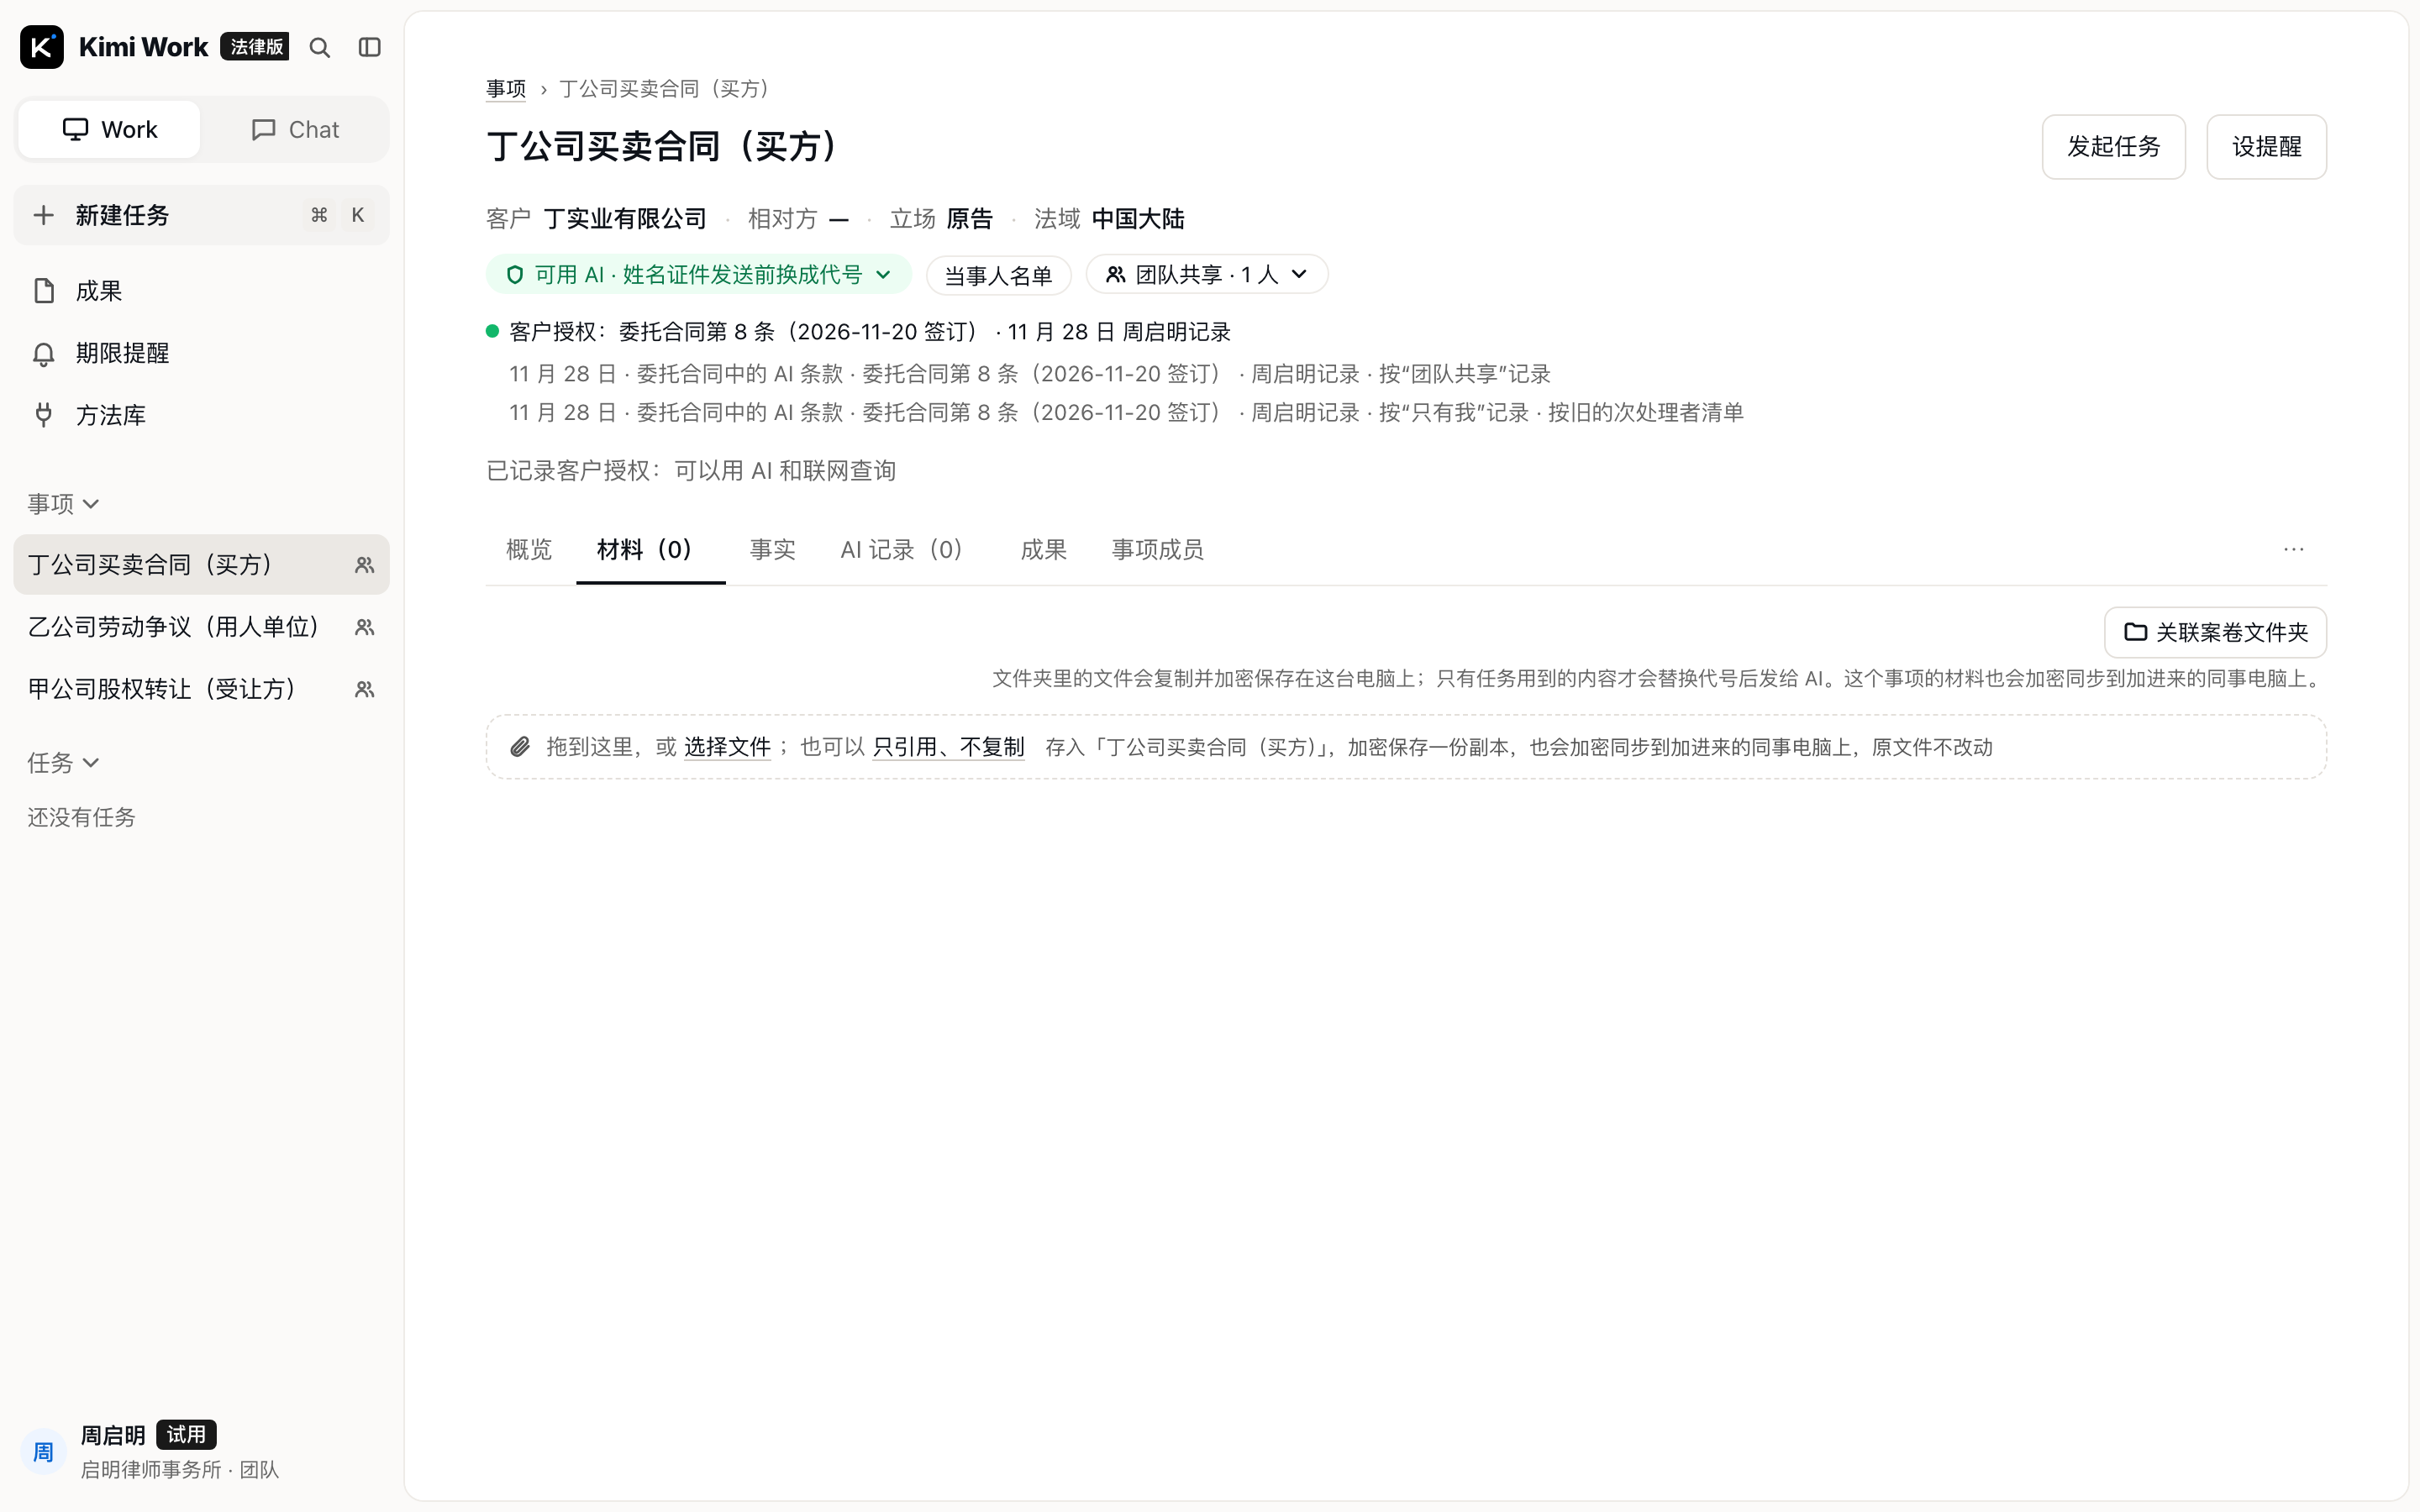 Kimi Work 法律版
Work
Chat
新建任务 ⌘ K
成果
期限提醒
方法库
事项
丁公司买卖合同（买方）
乙公司劳动争议（用人单位）
甲公司股权转让（受让方）
任务
还没有任务
周 周启明 试用
启明律师事务所 · 团队
事项 › 丁公司买卖合同（买方）
丁公司买卖合同（买方）
发起任务
设提醒
客户 丁实业有限公司 · 相对方 — · 立场 原告 · 法域 中国大陆
可用 AI · 姓名证件发送前换成代号
当事人名单
团队共享 · 1 人
客户授权：委托合同第 8 条（2026-11-20 签订） · 11 月 28 日 周启明记录
11 月 28 日 · 委托合同中的 AI 条款 · 委托合同第 8 条（2026-11-20 签订） · 周启明记录 · 按“团队共享”记录
11 月 28 日 · 委托合同中的 AI 条款 · 委托合同第 8 条（2026-11-20 签订） · 周启明记录 · 按“只有我”记录 · 按旧的次处理者清单
已记录客户授权：可以用 AI 和联网查询
概览 材料（0） 事实 AI 记录（0） 成果 事项成员 ···
关联案卷文件夹
文件夹里的文件会复制并加密保存在这台电脑上；只有任务用到的内容才会替换代号后发给 AI。这个事项的材料也会加密同步到加进来的同事电脑上。
拖到这里，或 选择文件 ；也可以 只引用、不复制 存入「丁公司买卖合同（买方）」，加密保存一份副本，也会加密同步到加进来的同事电脑上，原文件不改动